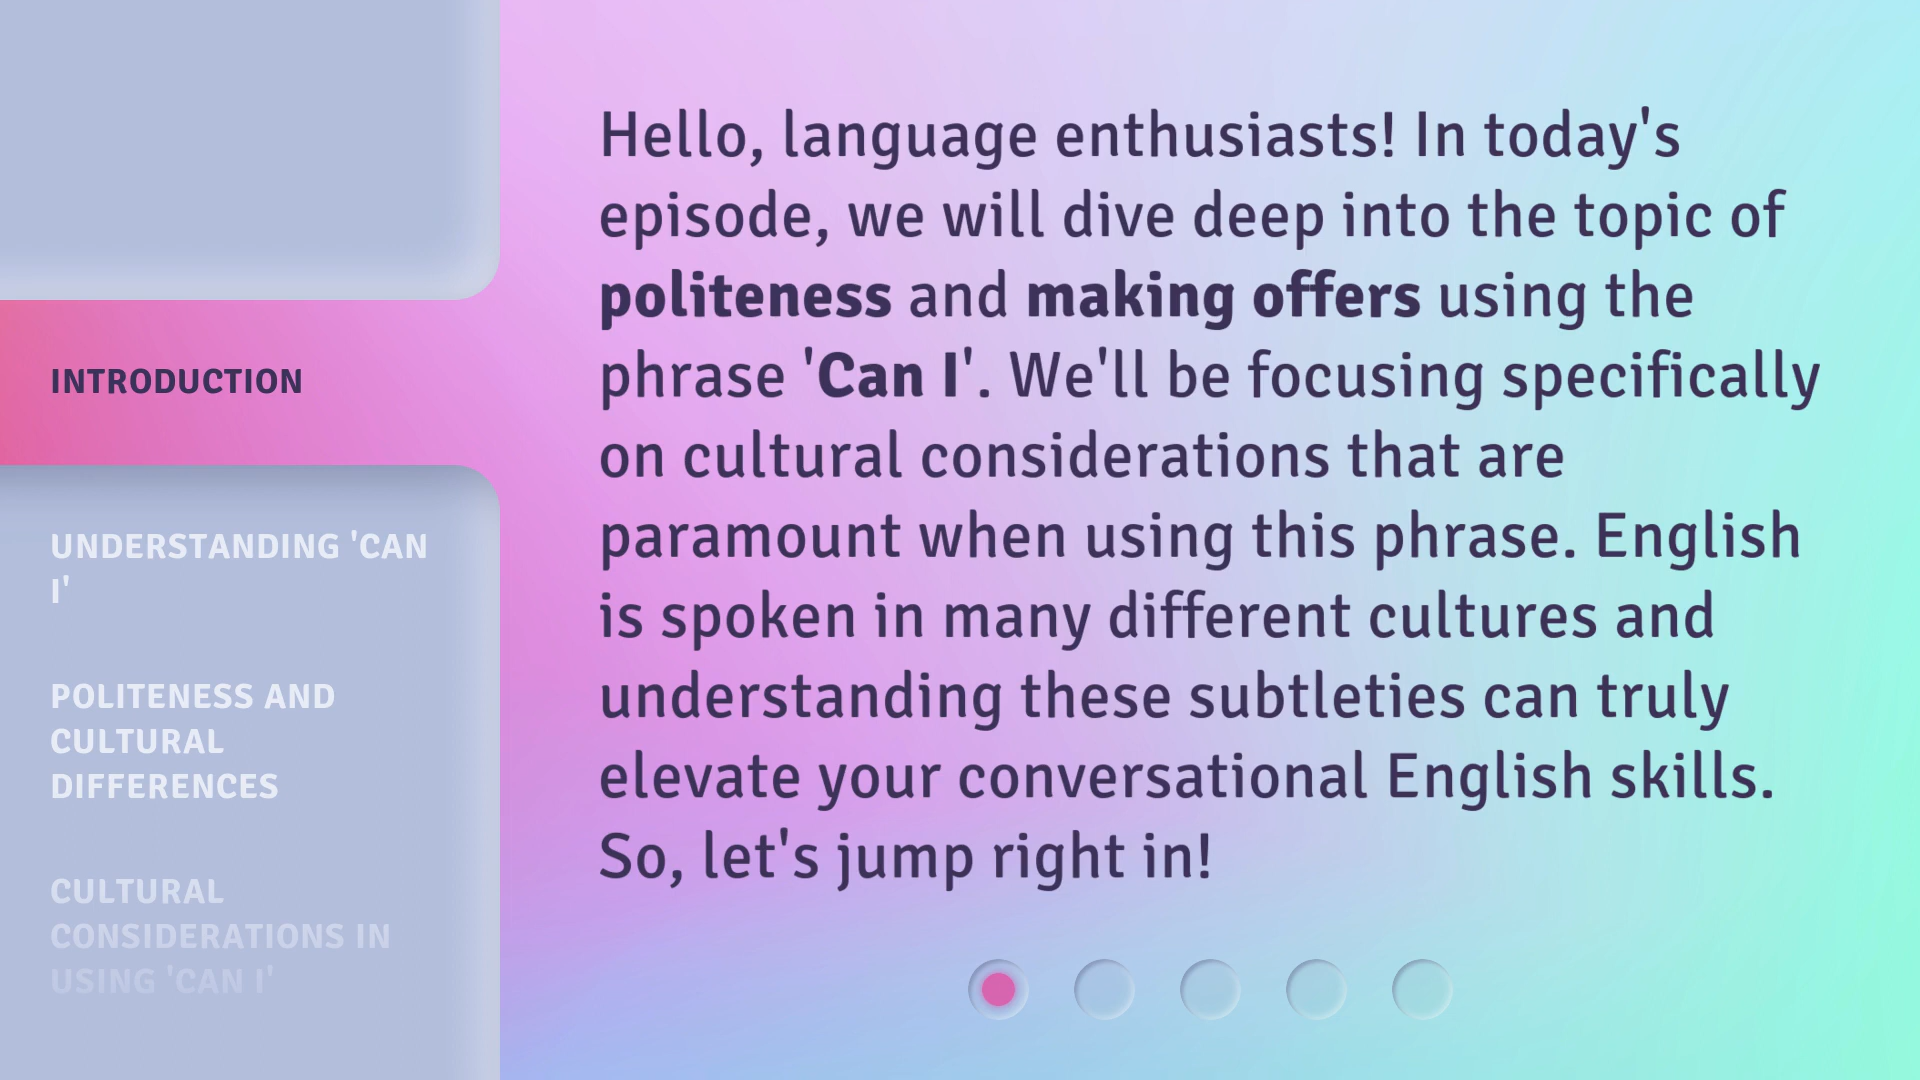 INTRODUCTION
UNDERSTANDING 'CAN
I'
POLITENESS AND
CULTURAL
DIFFERENCES
CULTURAL
CONSIDERATIONS IN
USING 'CAN I'
Hello, language enthusiasts! In today's
episode, we will dive deep into the topic of
politeness and making offers using the
phrase 'Can I'. We'll be focusing specifically
on cultural considerations that are
paramount when using this phrase. English
is spoken in many different cultures and
understanding these subtleties can truly
elevate your conversational English skills.
So, let's jump right in!